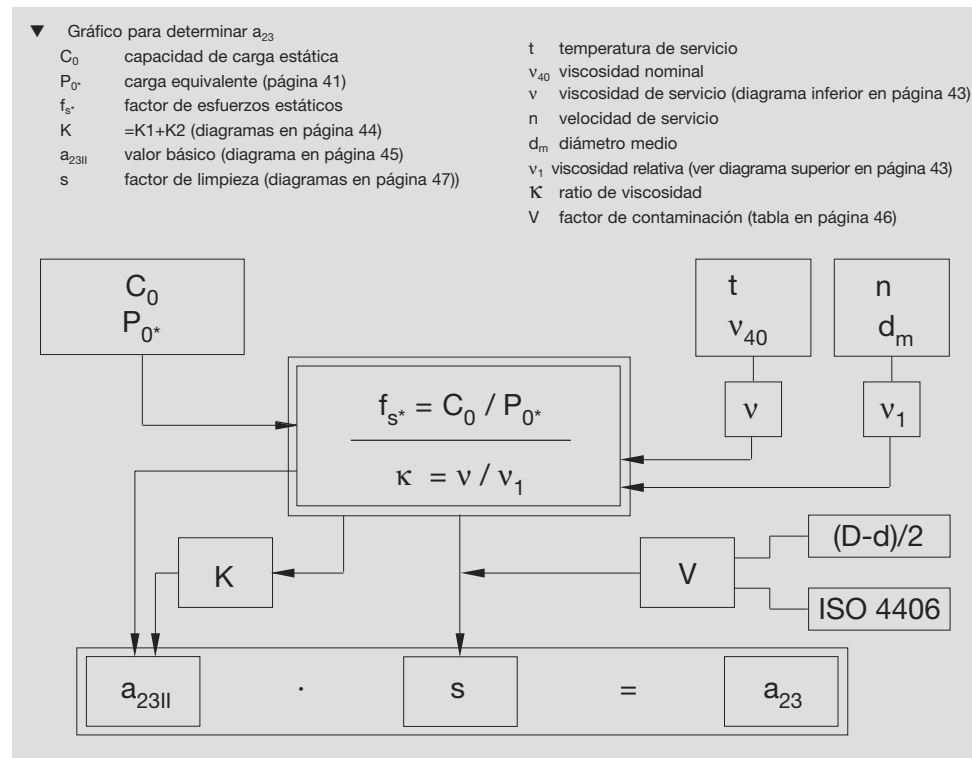 ▼ Gráfico para determinar a₂₃
C₀ capacidad de carga estática
P₀* carga equivalente (página 41)
fₛ* factor de esfuerzos estáticos
K =K1+K2 (diagramas en página 44)
a₂₃II valor básico (diagrama en página 45)
s factor de limpieza (diagramas en página 47))
t temperatura de servicio
ν₄₀ viscosidad nominal
ν viscosidad de servicio (diagrama inferior en página 43)
n velocidad de servicio
dₘ diámetro medio
ν₁ viscosidad relativa (ver diagrama superior en página 43)
κ ratio de viscosidad
V factor de contaminación (tabla en página 46)
C₀
P₀*
t
ν₄₀
n
dₘ
ν
ν₁
fₛ* = C₀ / P₀*
κ = ν / ν₁
K
V
(D-d)/2
ISO 4406
a₂₃II · s = a₂₃